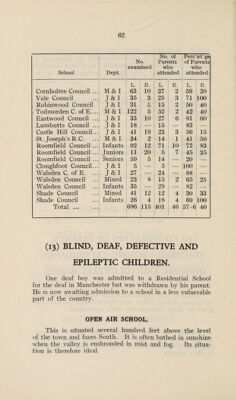 62
No. examined No. of Parents who attended Perc'nt'ge of Parents who attended
School Dept. L. E. L. E. L. E.
Cornholme Council ... M & I 63 10 37 2 59 20
Vale Council J & I 35 3 25 3 71 100
Robinwood Council J & I 31 5 15 2 50 40
Todmorden C. of E.... M & I 122 5 52 2 42 40
Eastwood Council ... J & I 33 10 27 6 81 60
Lumbutts Council ... J & I 18 — 15 — 83 —
Castle Hill Council... J & I 41 19 23 3 56 15
St. Joseph's R.C. ... M & I 34 2 14 1 41 50
Roomfield Council ... Infants 92 12 71 10 72 83
Roomfield Council ... Juniors 11 20 5 7 45 35
Roomfield Council ... Seniors 59 5 14 — 20 —
Cloughfoot Council... J & I 5 — 5 — 100 —
Walsden C. of E. ... J & I 27 — 24 — 88 —
Walsden Council ... Mixed 23 8 15 2 65 25
Walsden Council ... Infants 35 — 29 — 82 —
Shade Council ... Mixed 41 12 12 4 30 33
Shade Council ... Infants 26 4 18 4 69 100
Total ... ... 696 115 401 46 57·6 40
(13) BLIND, DEAF, DEFECTIVE AND
EPILEPTIC CHILDREN.
One deaf boy was admitted to a Residential School
for the deaf in Manchester but was withdrawn by his parent.
He is now awaiting admission to a school in a less vulnerable
part of the country.
OPEN AIR SCHOOL.
This is situated several hundred feet above the level
of the town and faces South. It is often bathed in sunshine
when the valley is enshrouded in mist and fog. Its situa-
tion is therefore ideal.